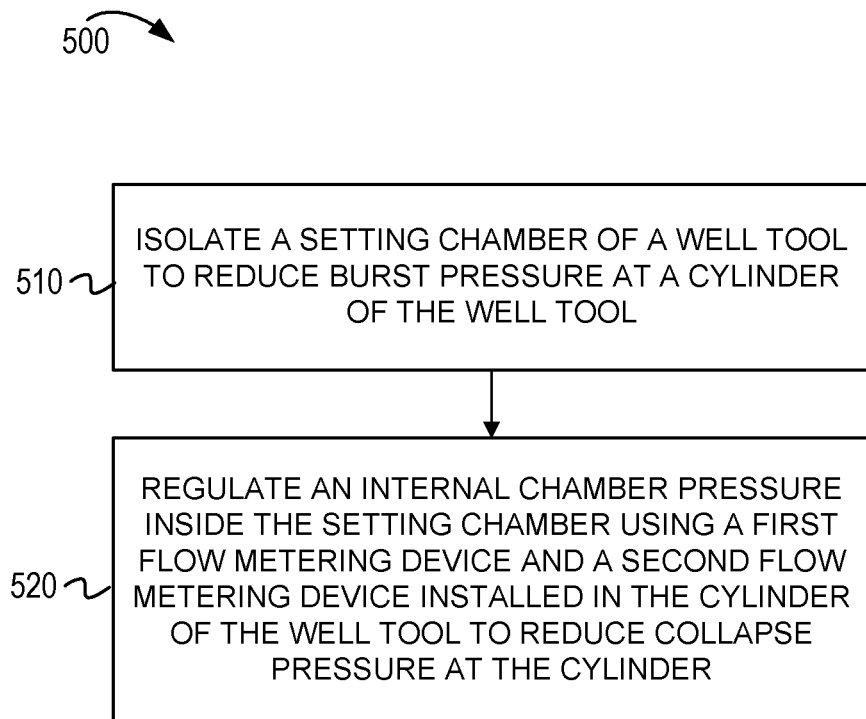 500
510
ISOLATE A SETTING CHAMBER OF A WELL TOOL
TO REDUCE BURST PRESSURE AT A CYLINDER
OF THE WELL TOOL
520
REGULATE AN INTERNAL CHAMBER PRESSURE
INSIDE THE SETTING CHAMBER USING A FIRST
FLOW METERING DEVICE AND A SECOND FLOW
METERING DEVICE INSTALLED IN THE CYLINDER
OF THE WELL TOOL TO REDUCE COLLAPSE
PRESSURE AT THE CYLINDER